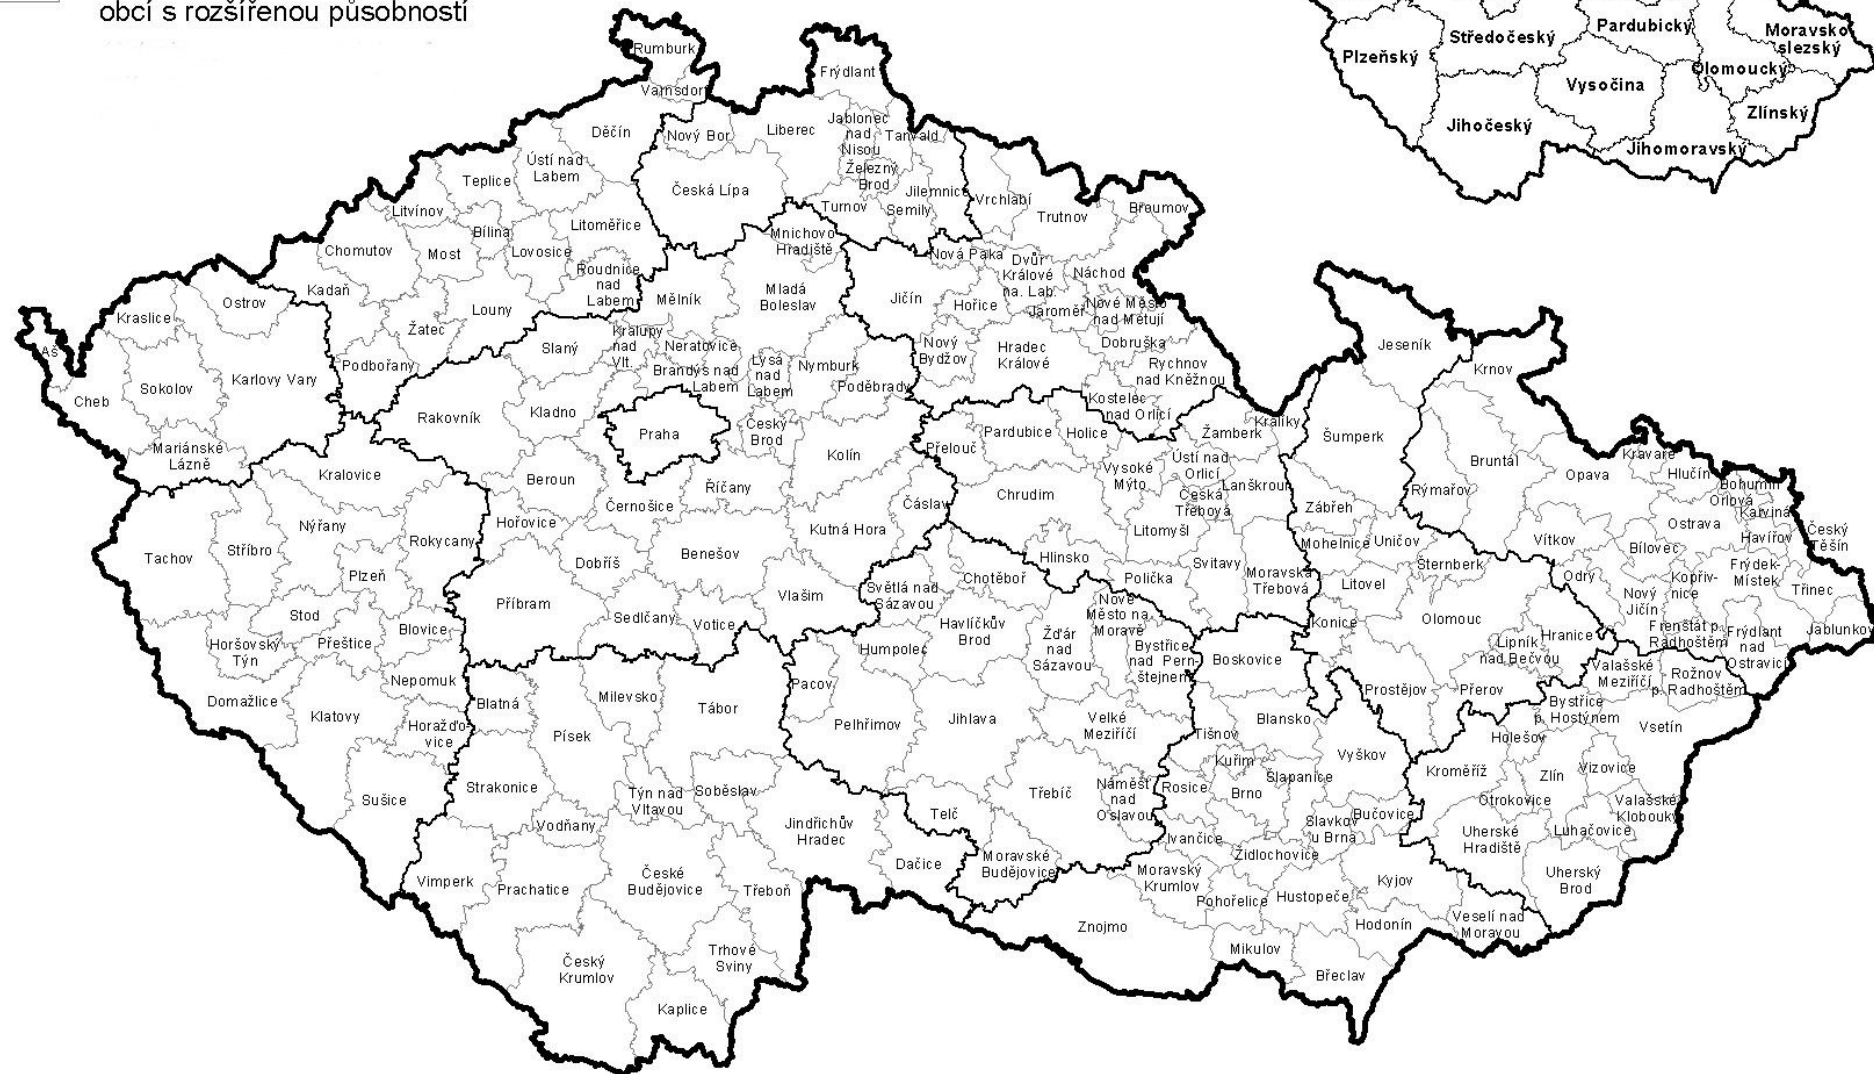 obcí s rozšířenou působností
Plzeňský
Středočeský
Pardubický
Moravsko
slezský
Olomoucký
Vysočina
Zlínský
Jihočeský
Jihomoravský
Rumburk
Varnsdorf
Frýdlant
Děčín
Nový Bor
Liberec
Jablonec
nad
Nisou
Tanvald
Železný
Brod
Ústí nad
Labem
Teplice
Česká Lípa
Jilemnice
Vrchlabí
Turnov
Semily
Trutnov
Broumov
Litvínov
Bílina
Litoměřice
Mnichovo
Hradiště
Chomutov
Most
Lovosice
Roudnice
nad
Labem
Nová Paka
Dvůr
Králové
na. Lab.
Náchod
Kadaň
Ostrov
Kraslice
Louny
Žatec
Mělník
Mladá
Boleslav
Jičín
Hořice
Jaroměř
Nové Město
nad Metují
Aš
Cheb
Sokolov
Karlovy Vary
Podbořany
Slaný
Kralupy
nad
Vlt.
Neratovice
Brandýs nad
Labem
Lysá
nad
Labem
Nymburk
Poděbrady
Nový
Bydžov
Hradec
Králové
Dobruška
Rychnov
nad Kněžnou
Kostelec
nad Orlicí
Jeseník
Krnov
Rakovník
Kladno
Praha
Český
Brod
Kolín
Přelouč
Pardubice
Holice
Žamberk
Králíky
Šumperk
Mariánské
Lázně
Kralovice
Beroun
Říčany
Černošice
Čáslav
Chrudim
Vysoké
Mýto
Ústí nad
Orlicí
Lanškroun
Česká
Třebová
Zábřeh
Rýmařov
Bruntál
Opava
Kravaře
Hlučín
Bohumín
Orlová
Karviná
Ostrava
Havířov
Český
Těšín
Tachov
Stříbro
Nýřany
Rokycany
Hořovice
Dobříš
Benešov
Kutná Hora
Hlinsko
Litomyšl
Svitavy
Moravská
Třebová
Mohelnice
Uničov
Šternberk
Vítkov
Bílovec
Odry
Kopřiv-
nice
Frýdek-
Místek
Třinec
Plzeň
Stod
Přeštice
Blovice
Příbram
Sedlčany
Votice
Vlašim
Světlá nad
Sázavou
Chotěboř
Polička
Litovel
Konice
Olomouc
Nový
Jičín
Frenštát p.
Radhoštěm
Frýdlant
nad
Ostravicí
Jablunkov
Horšovský
Týn
Nepomuk
Domažlice
Klatovy
Horažďo-
vice
Sušice
Blatná
Milevsko
Tábor
Písek
Pacov
Pelhřimov
Humpolec
Havlíčkův
Brod
Žďár
nad
Sázavou
Nové
Město na
Moravě
Bystřice
nad Pern-
štejnem
Boskovice
Prostějov
Přerov
Lipník
nad Bečvou
Hranice
Valašské
Meziříčí
Rožnov
p. Radhoštěm
Bystřice
p. Hostýnem
Vsetín
Jihlava
Velké
Meziříčí
Blansko
Tišnov
Kuřim
Vyškov
Holešov
Kroměříž
Zlín
Vizovice
Strakonice
Týn nad
Vltavou
Soběslav
Vodňany
Jindřichův
Hradec
Telč
Třebíč
Náměšť
nad
Oslavou
Rosice
Brno
Šlapanice
Slavkov
u Brna
Bučovice
Otrokovice
Valašské
Klobouky
Luhačovice
Uherské
Hradiště
Uherský
Brod
Vimperk
Prachatice
České
Budějovice
Třeboň
Dačice
Moravské
Budějovice
Ivančice
Židlochovice
Moravský
Krumlov
Pohořelice
Hustopeče
Kyjov
Veselí nad
Moravou
Hodonín
Český
Krumlov
Trhové
Sviny
Kaplice
Znojmo
Mikulov
Břeclav